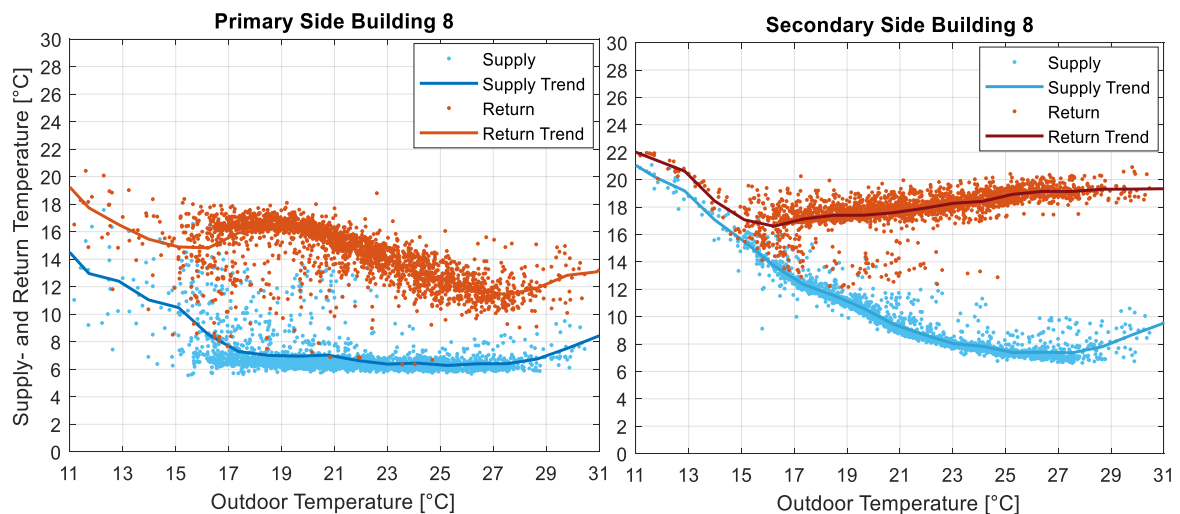 Primary Side Building 8
30
28
26
24
22
20
18
16
14
12
10
8
6
4
2
0
Supply- and Return Temperature [°C]
Supply
Supply Trend
Return
Return Trend
11 13 15 17 19 21 23 25 27 29 31
Outdoor Temperature [°C]
Secondary Side Building 8
30
28
26
24
22
20
18
16
14
12
10
8
6
4
2
0
Supply
Supply Trend
Return
Return Trend
11 13 15 17 19 21 23 25 27 29 31
Outdoor Temperature [°C]